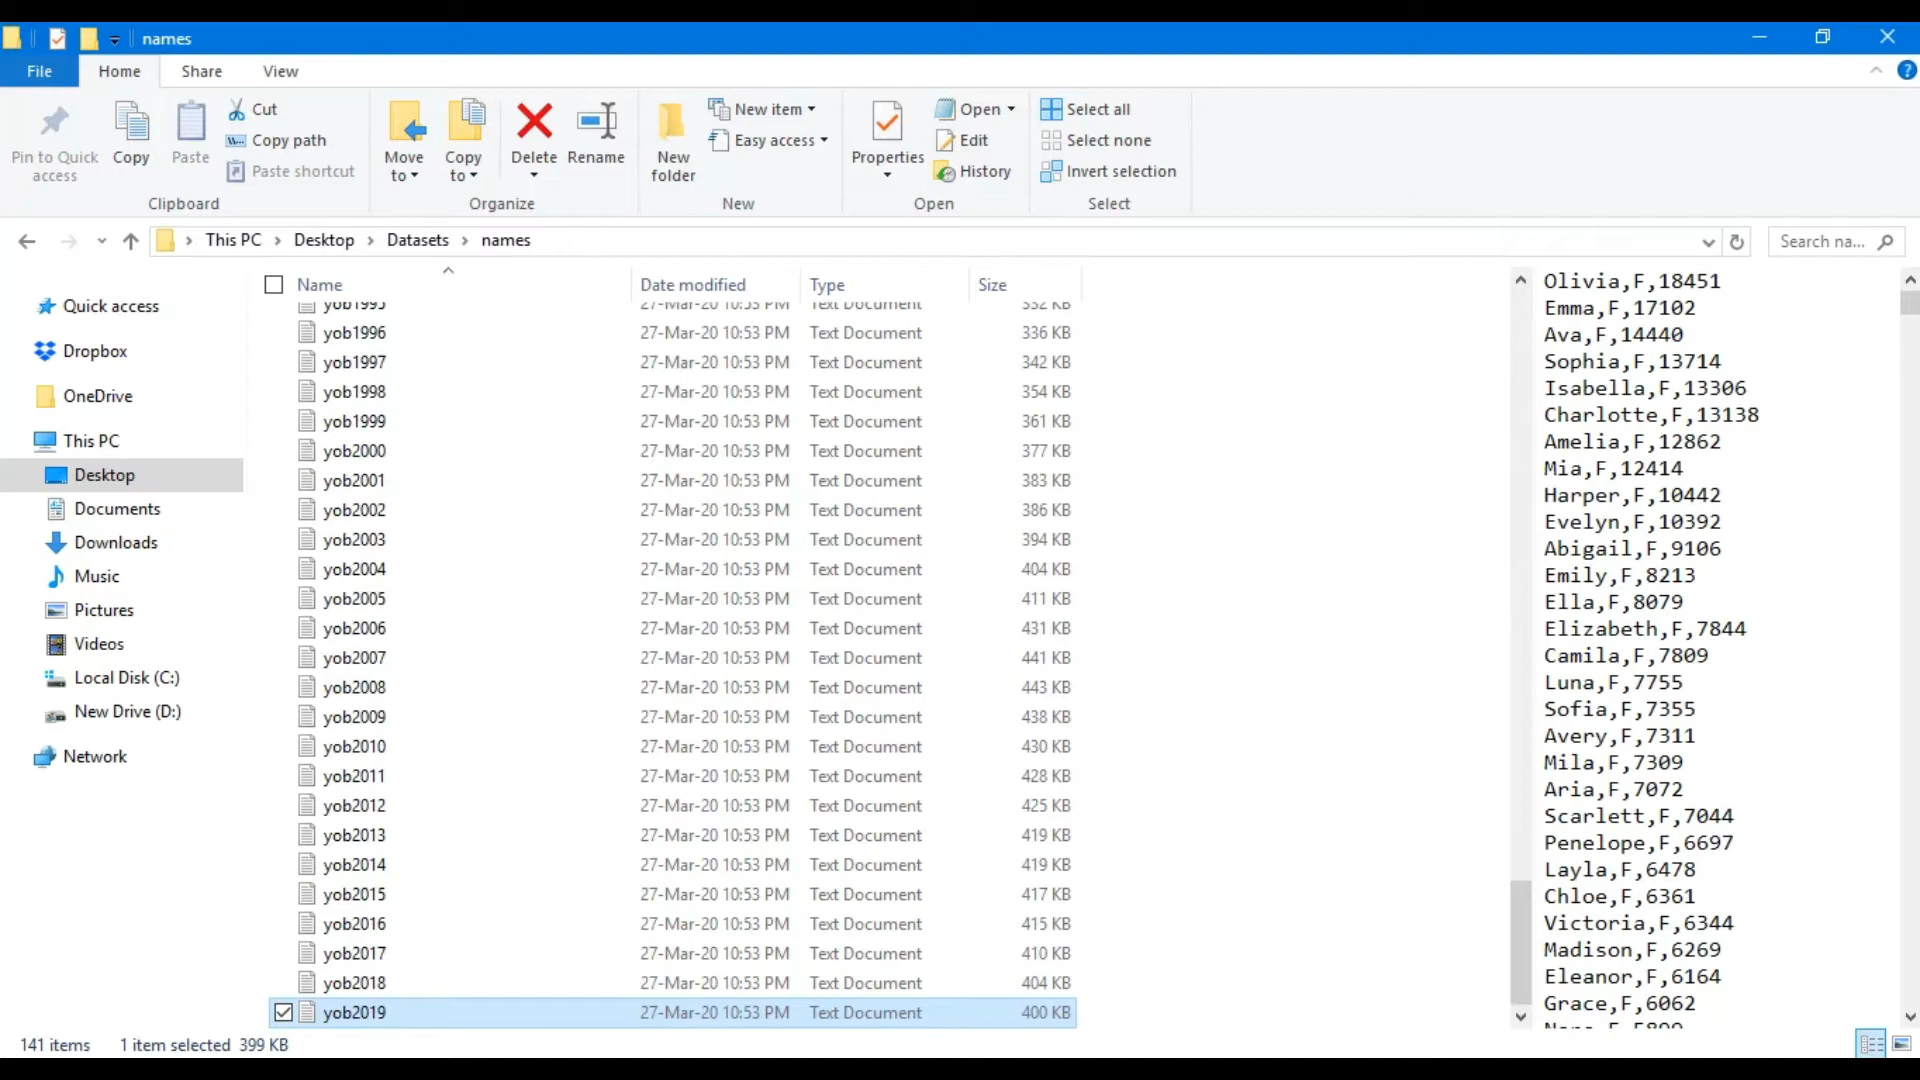 names
File Home Share View
Pin to Quick access
Copy
Paste
Cut
Copy path
Paste shortcut
Clipboard
Move to
Copy to
Delete
Rename
Organize
New folder
New item
Easy access
New
Properties
Open
Edit
History
Open
Select all
Select none
Invert selection
Select
This PC Desktop Datasets names
Search na...
Quick access
Dropbox
OneDrive
This PC
Desktop
Documents
Downloads
Music
Pictures
Videos
Local Disk (C:)
New Drive (D:)
Network
Name Date modified Type Size
yob1995 27-Mar-20 10:53 PM Text Document 332 KB
yob1996 27-Mar-20 10:53 PM Text Document 336 KB
yob1997 27-Mar-20 10:53 PM Text Document 342 KB
yob1998 27-Mar-20 10:53 PM Text Document 354 KB
yob1999 27-Mar-20 10:53 PM Text Document 361 KB
yob2000 27-Mar-20 10:53 PM Text Document 377 KB
yob2001 27-Mar-20 10:53 PM Text Document 383 KB
yob2002 27-Mar-20 10:53 PM Text Document 386 KB
yob2003 27-Mar-20 10:53 PM Text Document 394 KB
yob2004 27-Mar-20 10:53 PM Text Document 404 KB
yob2005 27-Mar-20 10:53 PM Text Document 411 KB
yob2006 27-Mar-20 10:53 PM Text Document 431 KB
yob2007 27-Mar-20 10:53 PM Text Document 441 KB
yob2008 27-Mar-20 10:53 PM Text Document 443 KB
yob2009 27-Mar-20 10:53 PM Text Document 438 KB
yob2010 27-Mar-20 10:53 PM Text Document 430 KB
yob2011 27-Mar-20 10:53 PM Text Document 428 KB
yob2012 27-Mar-20 10:53 PM Text Document 425 KB
yob2013 27-Mar-20 10:53 PM Text Document 419 KB
yob2014 27-Mar-20 10:53 PM Text Document 419 KB
yob2015 27-Mar-20 10:53 PM Text Document 417 KB
yob2016 27-Mar-20 10:53 PM Text Document 415 KB
yob2017 27-Mar-20 10:53 PM Text Document 410 KB
yob2018 27-Mar-20 10:53 PM Text Document 404 KB
yob2019 27-Mar-20 10:53 PM Text Document 400 KB
Olivia,F,18451
Emma,F,17102
Ava,F,14440
Sophia,F,13714
Isabella,F,13306
Charlotte,F,13138
Amelia,F,12862
Mia,F,12414
Harper,F,10442
Evelyn,F,10392
Abigail,F,9106
Emily,F,8213
Ella,F,8079
Elizabeth,F,7844
Camila,F,7809
Luna,F,7755
Sofia,F,7355
Avery,F,7311
Mila,F,7309
Aria,F,7072
Scarlett,F,7044
Penelope,F,6697
Layla,F,6478
Chloe,F,6361
Victoria,F,6344
Madison,F,6269
Eleanor,F,6164
Grace,F,6062
141 items 1 item selected 399 KB